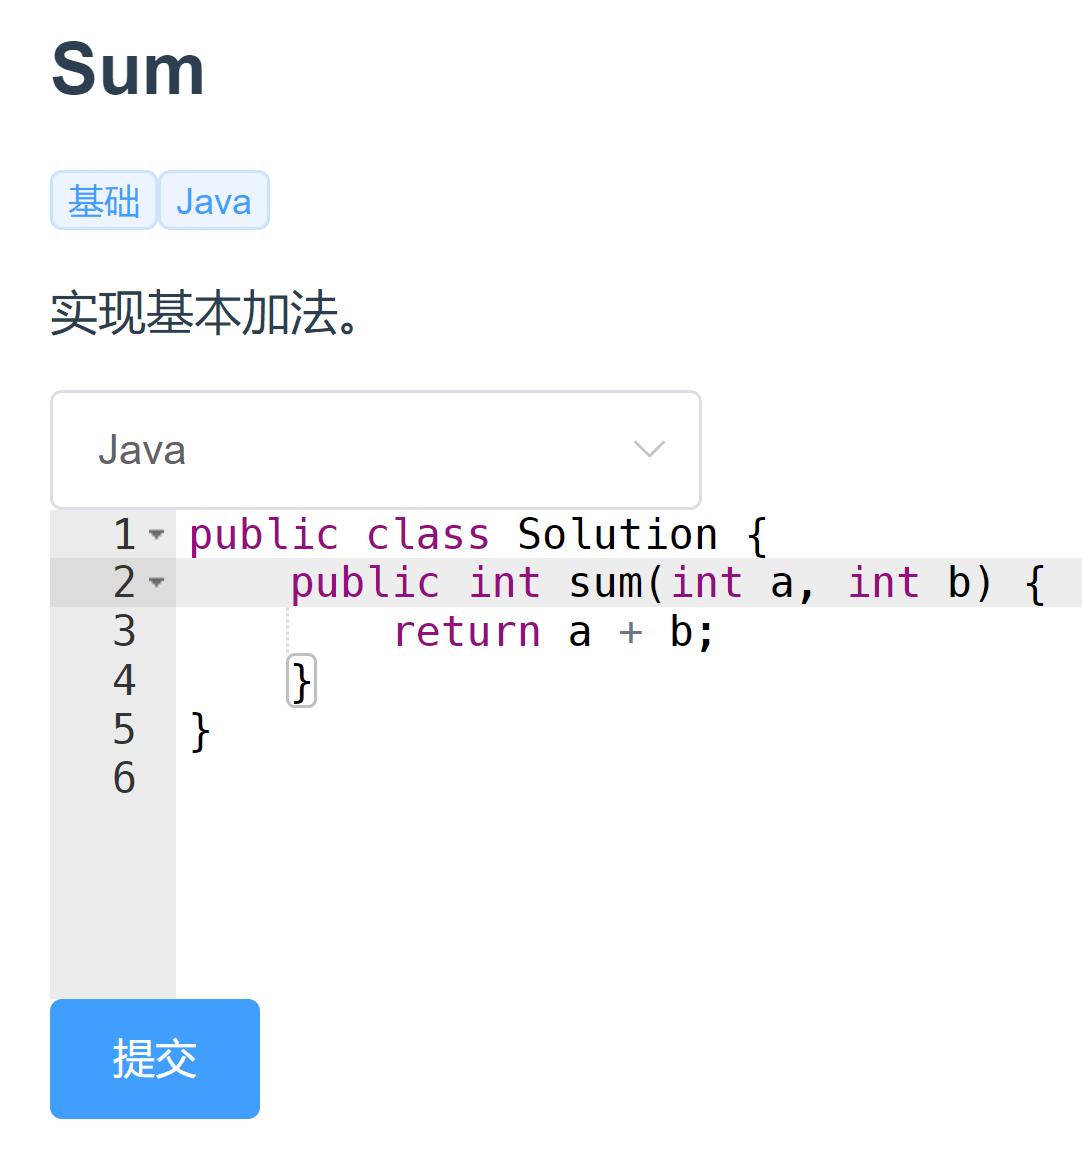 Sum
基础 Java
实现基本加法。
Java
1 public class Solution {
2     public int sum(int a, int b) {
3         return a + b;
4     }
5 }
6
提交